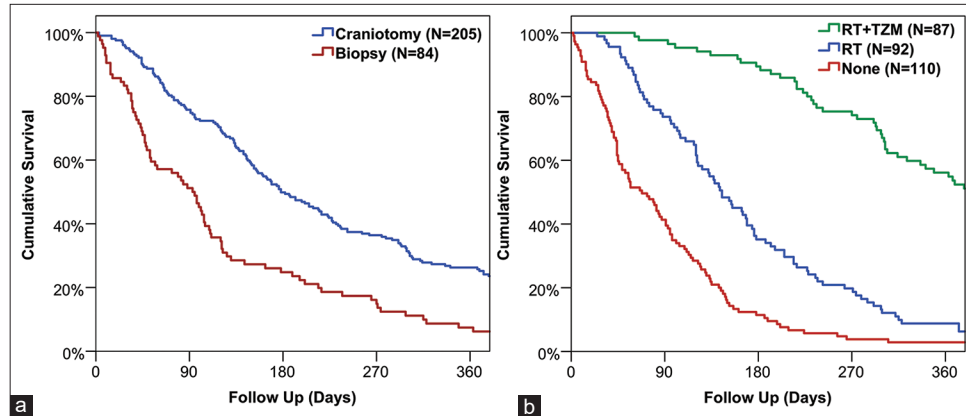 100%
80%
60%
40%
20%
0%
Cumulative Survival
Craniotomy (N=205)
Biopsy (N=84)
0 90 180 270 360
Follow Up (Days)
a
100%
80%
60%
40%
20%
0%
Cumulative Survival
RT+TZM (N=87)
RT (N=92)
None (N=110)
0 90 180 270 360
Follow Up (Days)
b